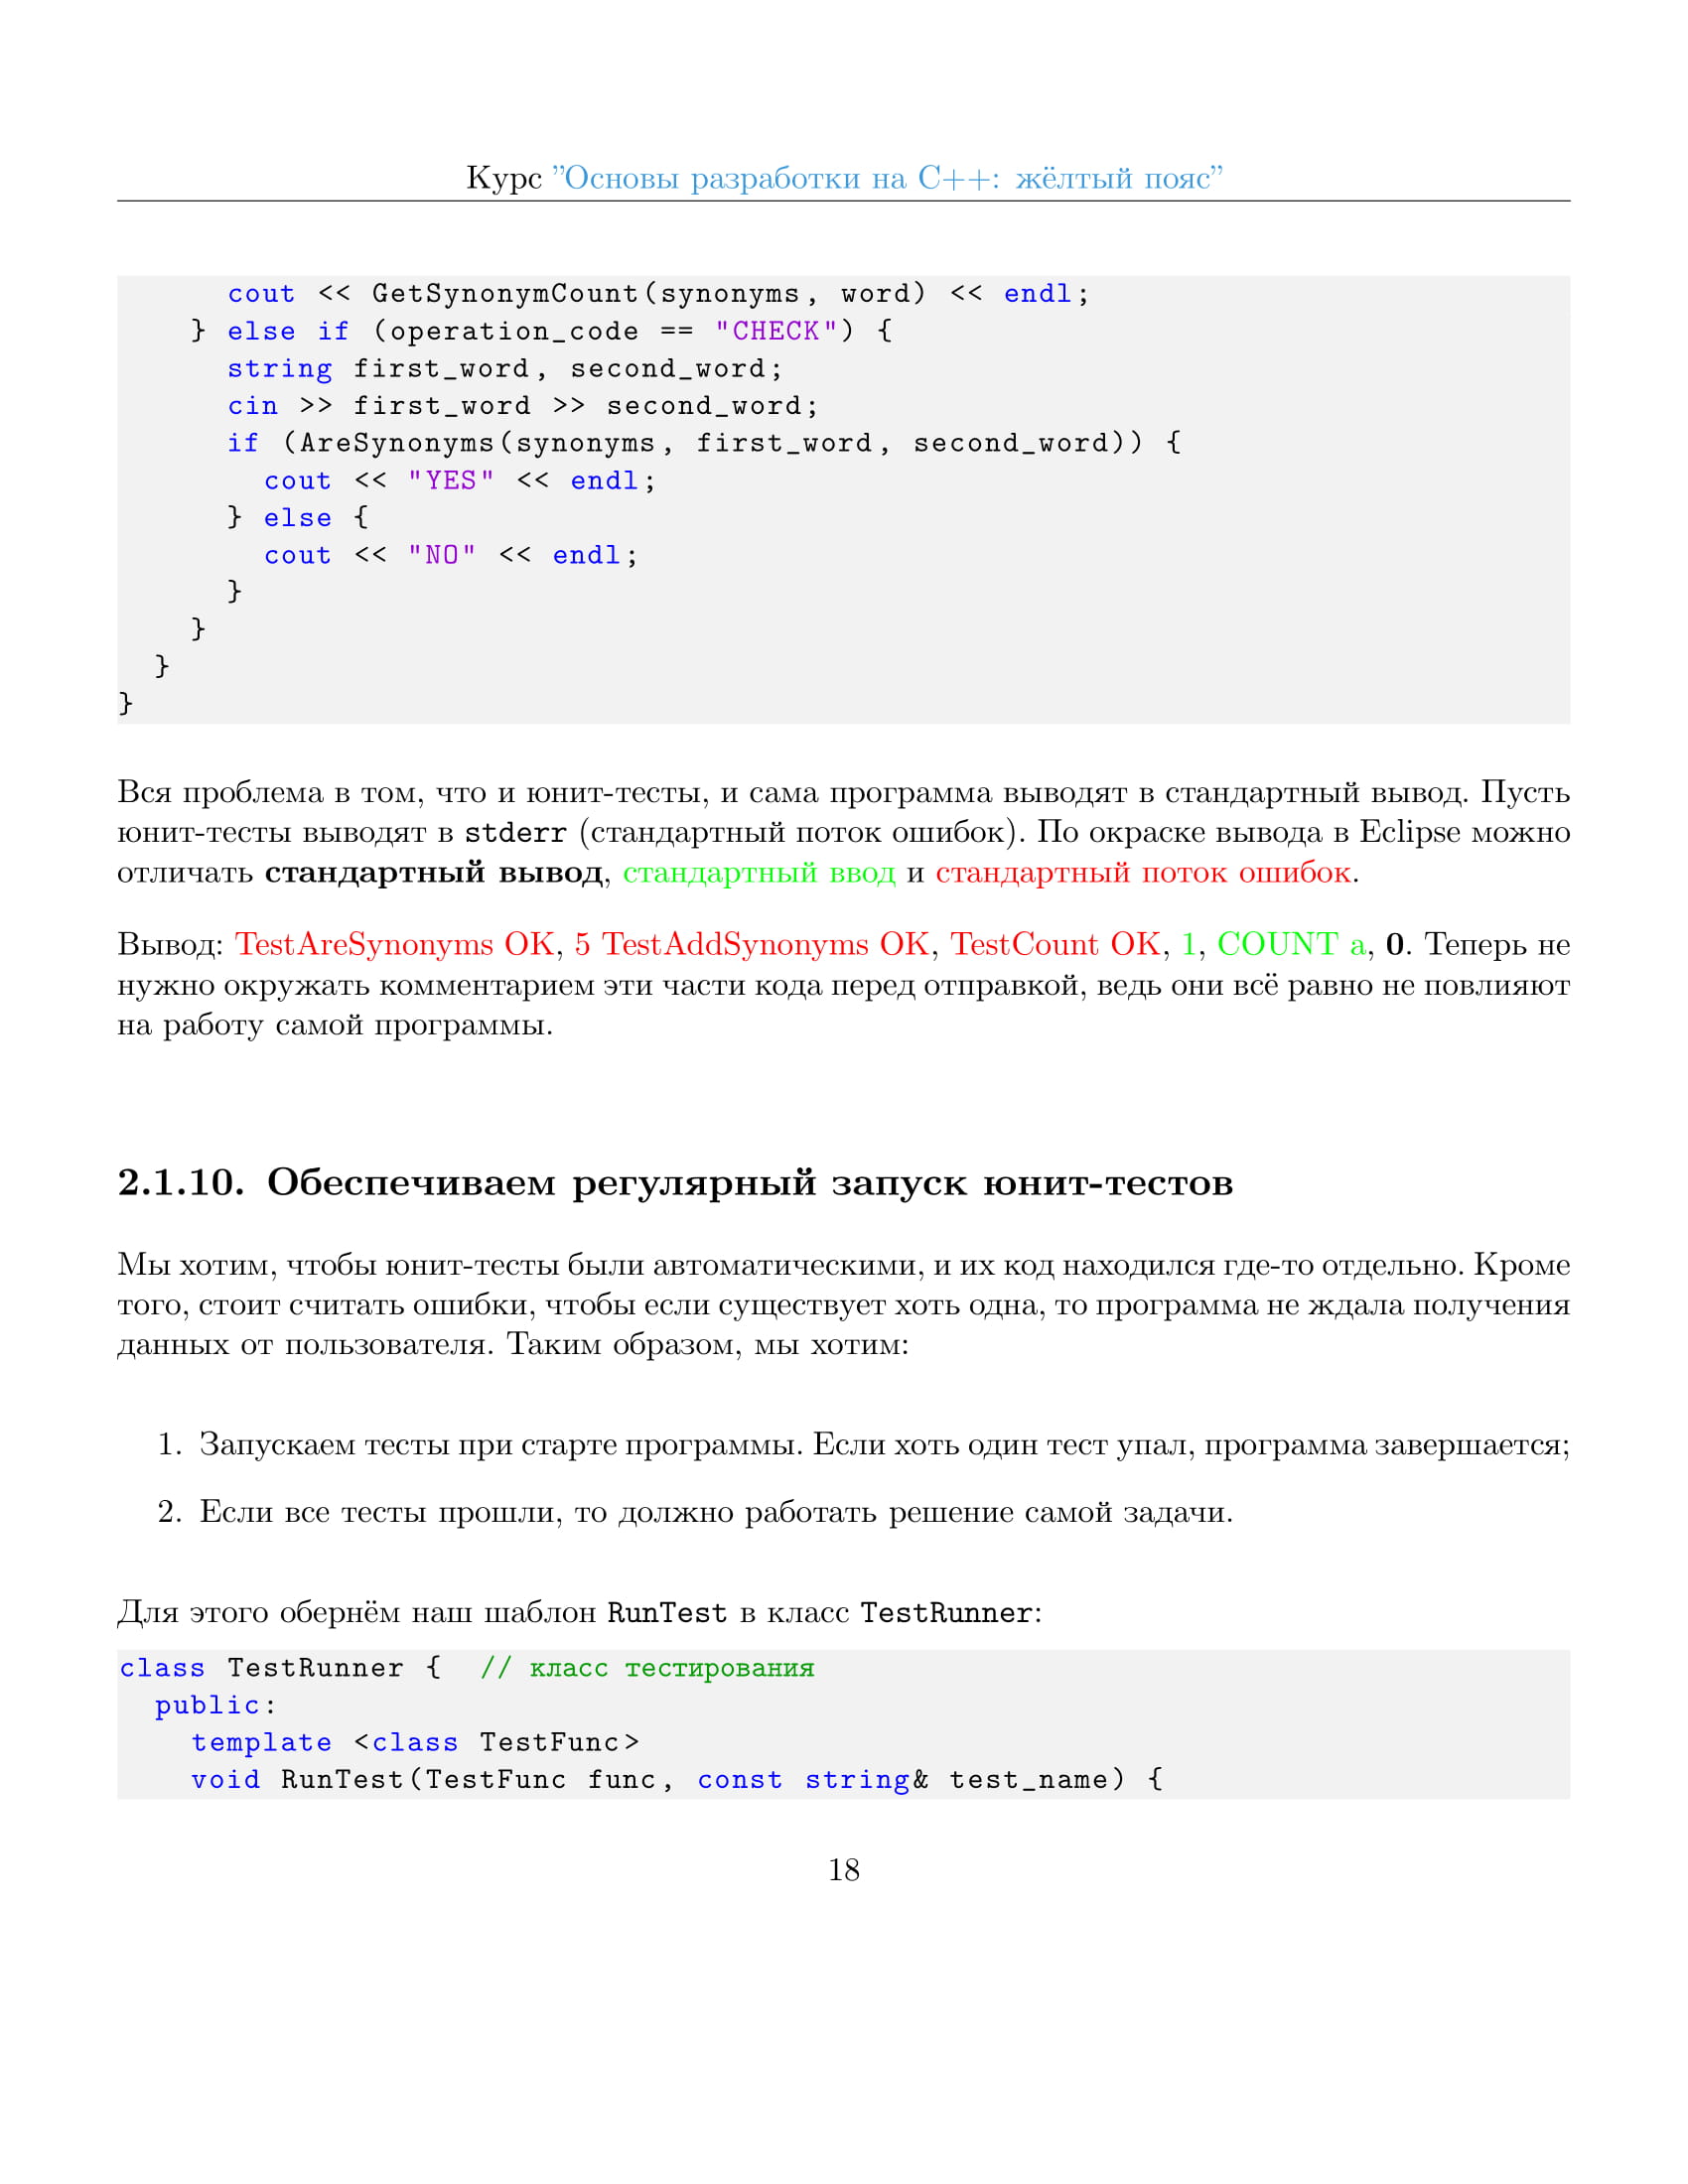 Курс ”Основы разработки на C++: жёлтый пояс”
      cout << GetSynonymCount(synonyms, word) << endl;
    } else if (operation_code == "CHECK") {
      string first_word, second_word;
      cin >> first_word >> second_word;
      if (AreSynonyms(synonyms, first_word, second_word)) {
        cout << "YES" << endl;
      } else {
        cout << "NO" << endl;
      }
    }
  }
}
Вся проблема в том, что и юнит-тесты, и сама программа выводят в стандартный вывод. Пусть
юнит-тесты выводят в stderr (стандартный поток ошибок). По окраске вывода в Eclipse можно
отличать стандартный вывод, стандартный ввод и стандартный поток ошибок.
Вывод: TestAreSynonyms OK, 5 TestAddSynonyms OK, TestCount OK, 1, COUNT a, 0. Теперь не
нужно окружать комментарием эти части кода перед отправкой, ведь они всё равно не повлияют
на работу самой программы.
2.1.10. Обеспечиваем регулярный запуск юнит-тестов
Мы хотим, чтобы юнит-тесты были автоматическими, и их код находился где-то отдельно. Кроме
того, стоит считать ошибки, чтобы если существует хоть одна, то программа не ждала получения
данных от пользователя. Таким образом, мы хотим:
1. Запускаем тесты при старте программы. Если хоть один тест упал, программа завершается;
2. Если все тесты прошли, то должно работать решение самой задачи.
Для этого обернём наш шаблон RunTest в класс TestRunner:
class TestRunner {  // класс тестирования
  public:
    template <class TestFunc>
    void RunTest(TestFunc func, const string& test_name) {
18